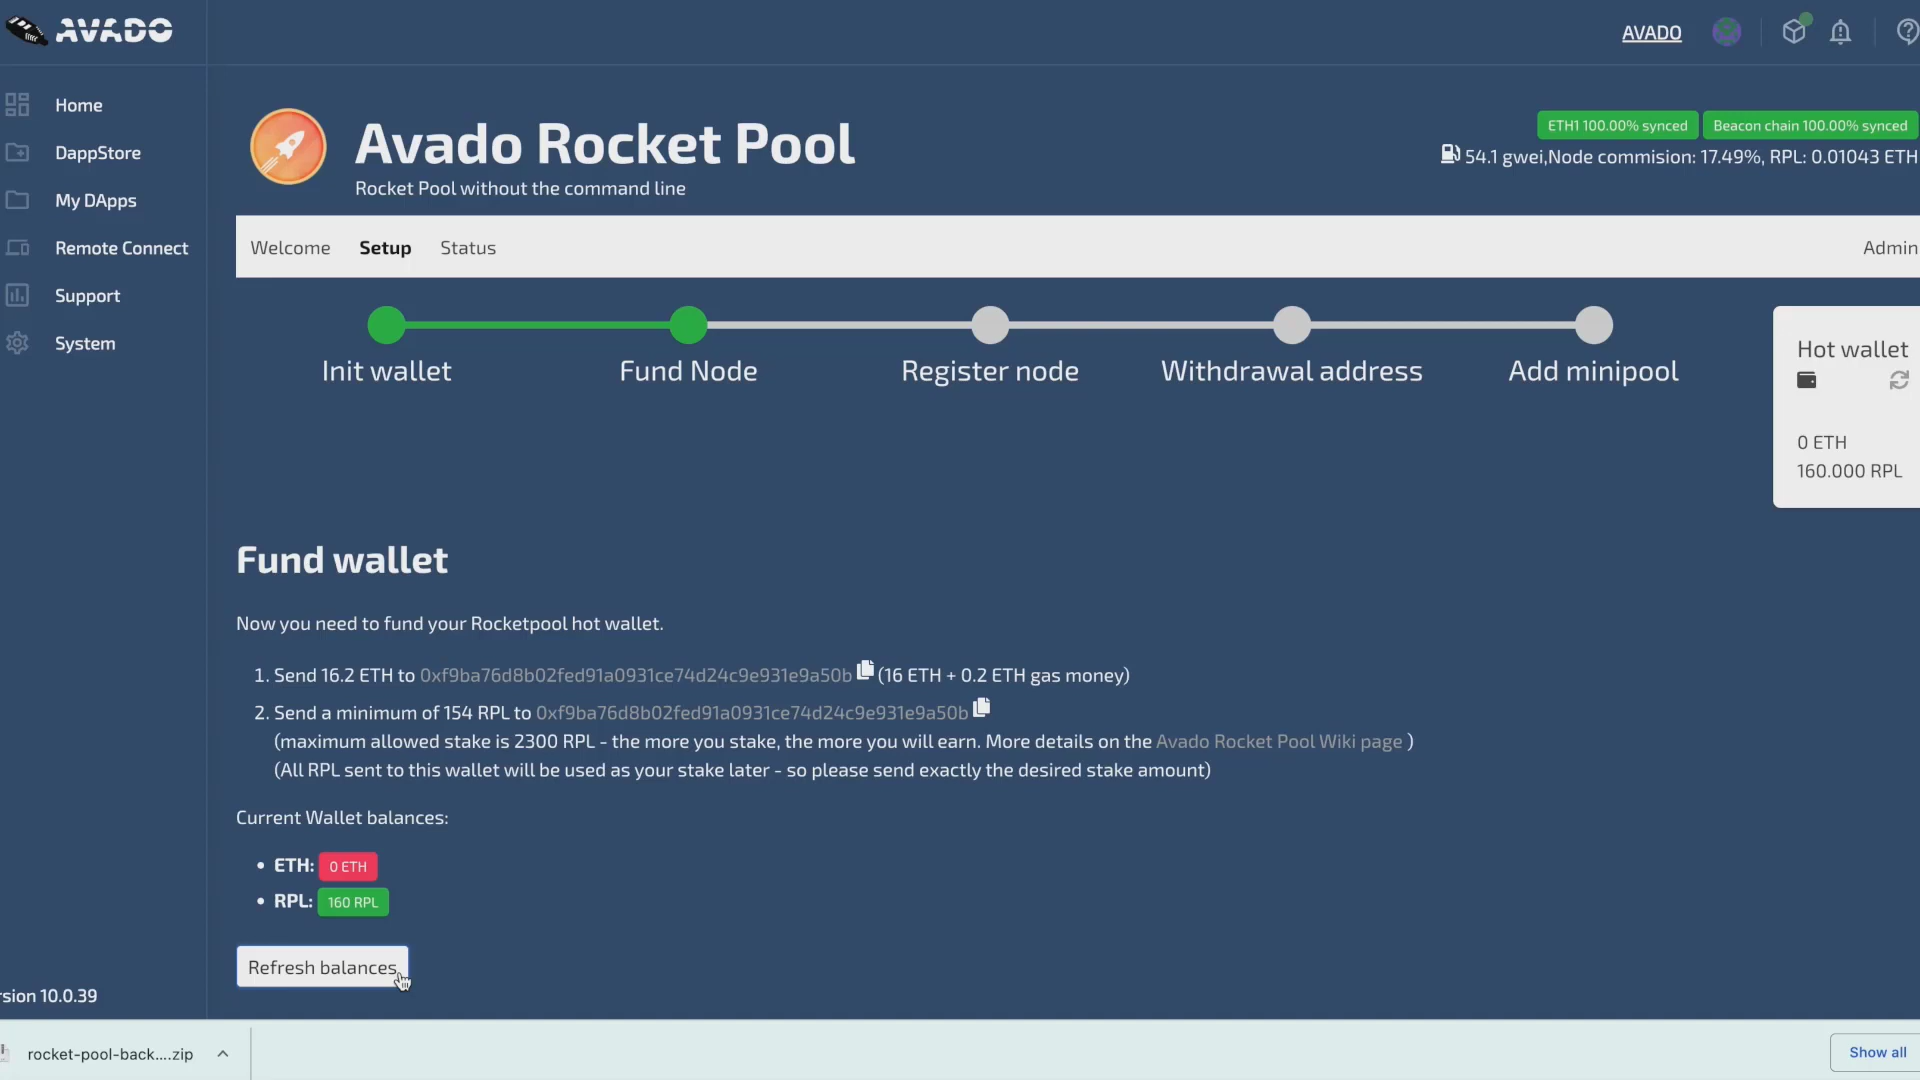 AVADO
AVADO
Home
DappStore
My DApps
Remote Connect
Support
System
Avado Rocket Pool
Rocket Pool without the command line
ETH1 100.00% synced
Beacon chain 100.00% synced
54.1 gwei,Node commision: 17.49%, RPL: 0.01043 ETH
Welcome
Setup
Status
Admin
Init wallet
Fund Node
Register node
Withdrawal address
Add minipool
Hot wallet
0 ETH
160.000 RPL
Fund wallet
Now you need to fund your Rocketpool hot wallet.
1. Send 16.2 ETH to 0xf9ba76d8b02fed91a0931ce74d24c9e931e9a50b (16 ETH + 0.2 ETH gas money)
2. Send a minimum of 154 RPL to 0xf9ba76d8b02fed91a0931ce74d24c9e931e9a50b
(maximum allowed stake is 2300 RPL - the more you stake, the more you will earn. More details on the Avado Rocket Pool Wiki page )
(All RPL sent to this wallet will be used as your stake later - so please send exactly the desired stake amount)
Current Wallet balances:
• ETH: 0 ETH
• RPL: 160 RPL
Refresh balances
rsion 10.0.39
rocket-pool-back....zip
Show all